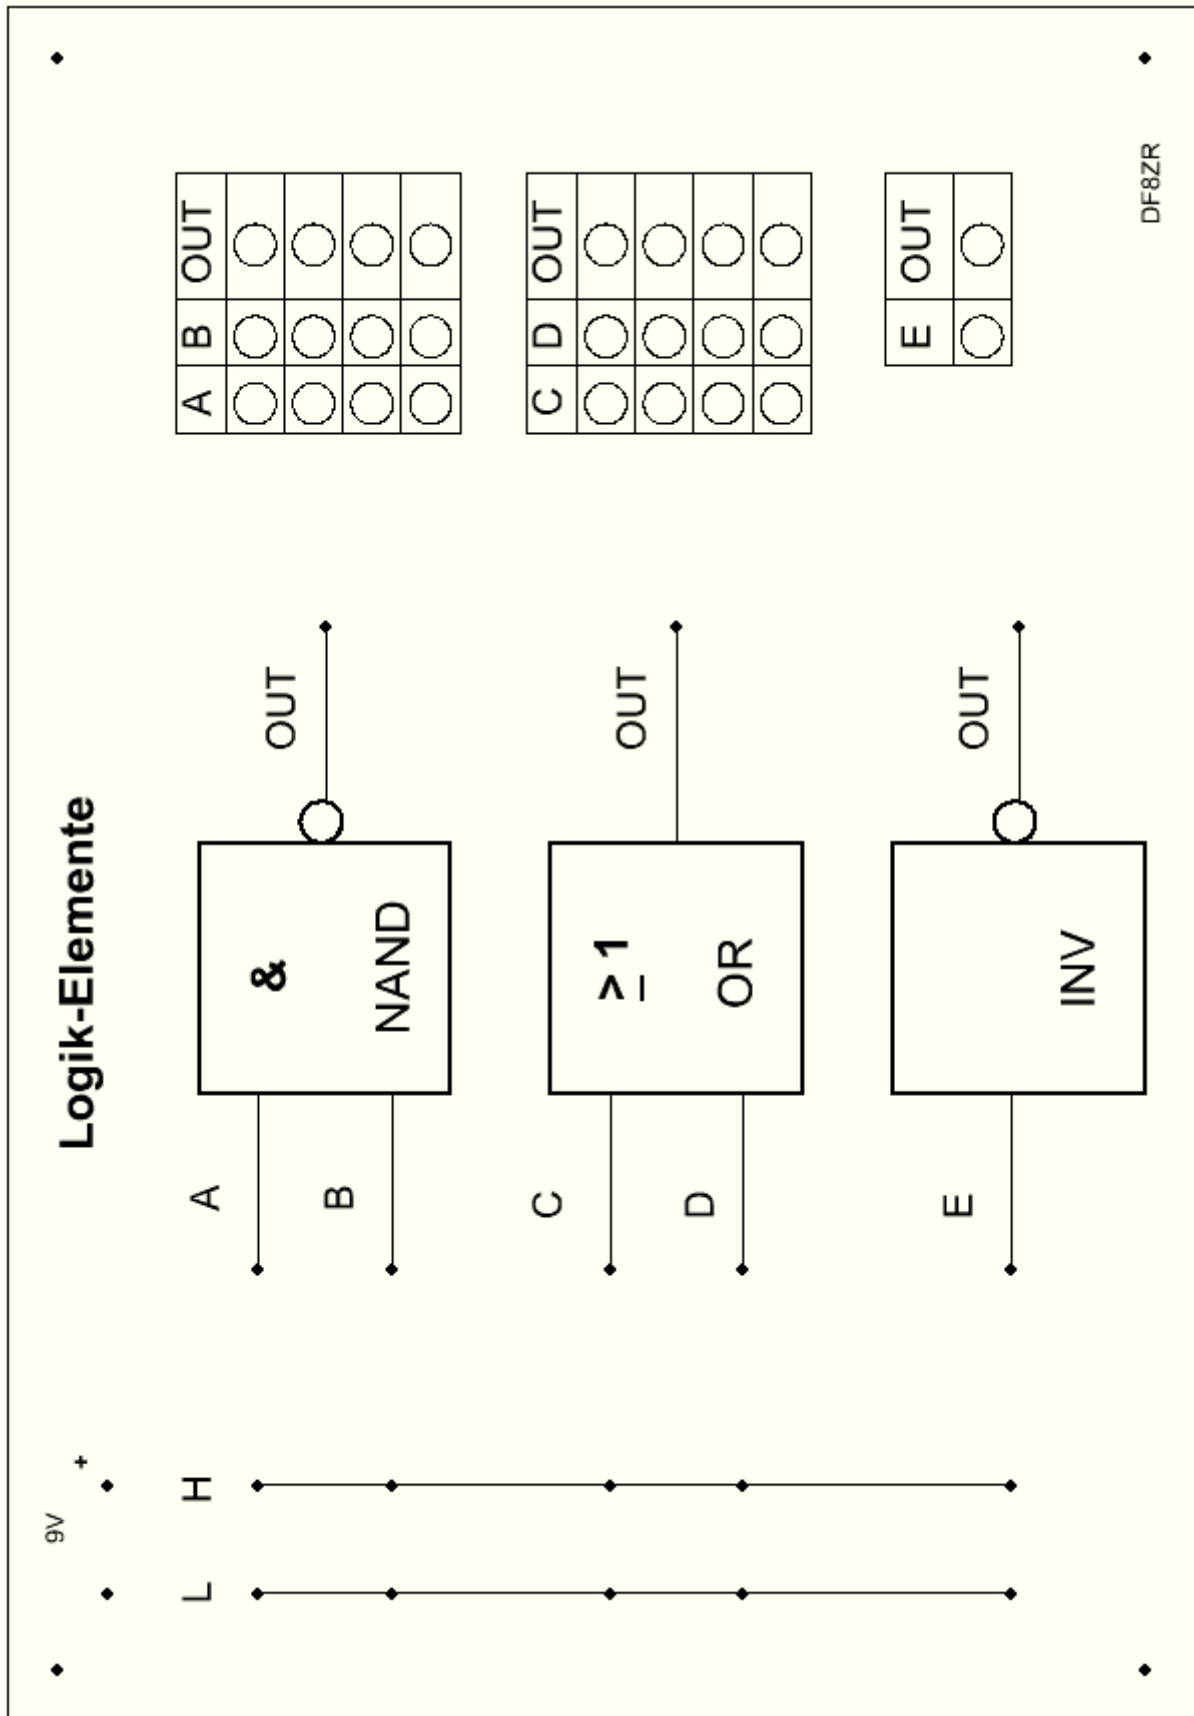 Logik-Elemente
9V
+
L
H
A
B
&
NAND
OUT
A B OUT
C
D
≥1
OR
OUT
C D OUT
E
INV
OUT
E OUT
DF8ZR